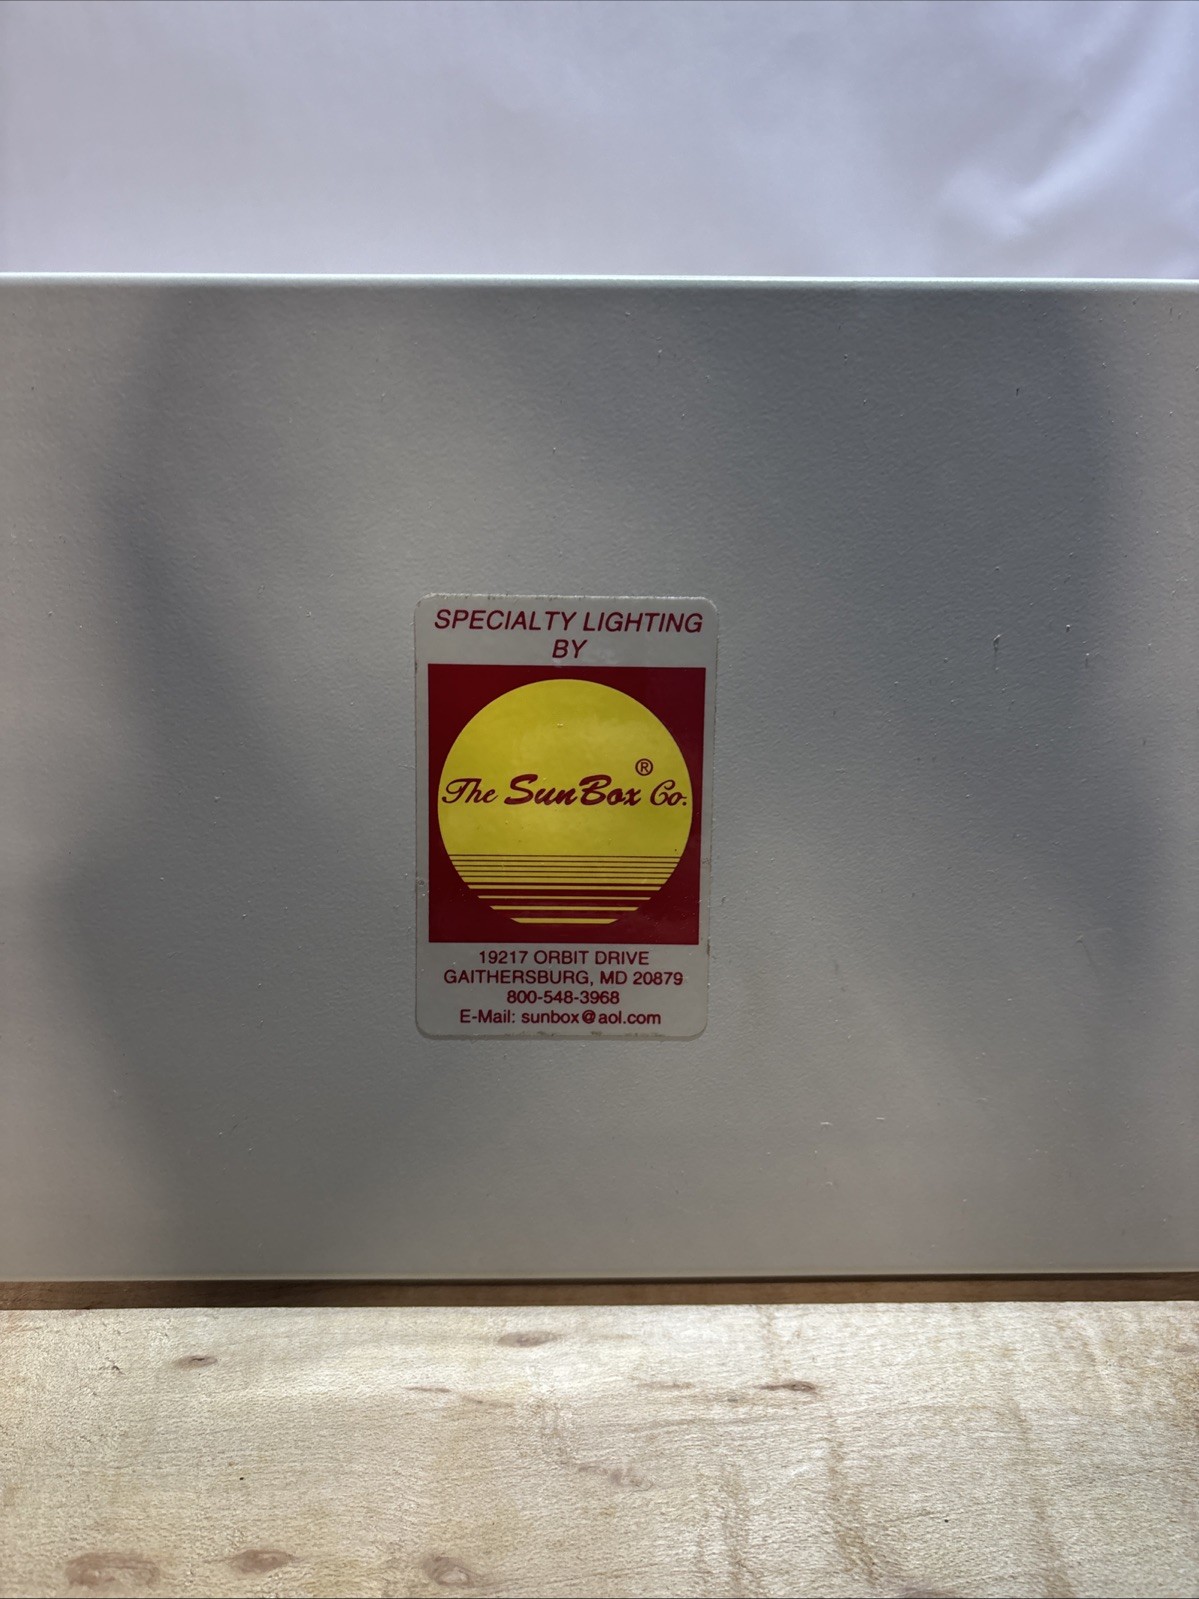 SPECIALTY LIGHTING
BY
The SunBox® Co.
19217 ORBIT DRIVE
GAITHERSBURG, MD 20879
800-548-3968
E-Mail: sunbox@aol.com